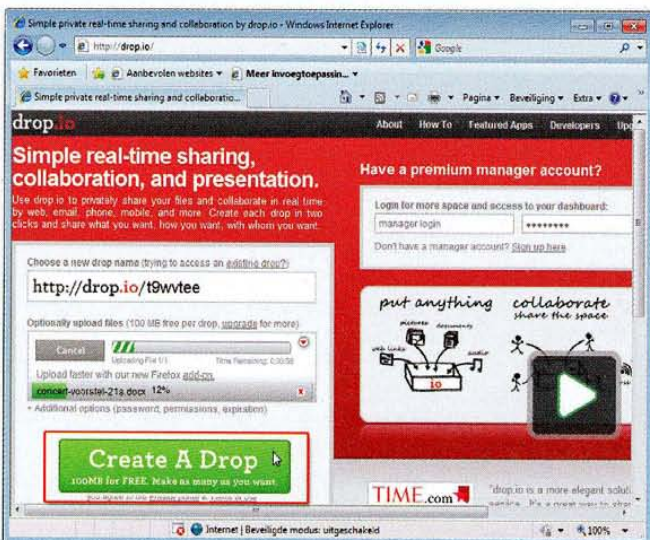 Simple private real-time sharing and collaboration by drop.io - Windows Internet Explorer
http://drop.io/
Google
Favorieten
Aanbevolen websites
Meer invoegtoepassin...
Simple private real-time sharing and collaboratio...
Pagina
Beveiliging
Extra
drop.io
About
How To
Featured Apps
Developers
Simple real-time sharing,
collaboration, and presentation.
Use drop.io to privately share your files and collaborate in real time
by web, email, phone, mobile, and more. Create each drop in two
clicks and share what you want, how you want, with whom you want.
Choose a new drop name (trying to access an existing drop?)
http://drop.io/t9wvtee
Optionally upload files (100 MB free per drop, upgrade for more)
Cancel
Uploading File 1/1
Time Remaining: 0:00:58
Upload faster with our new Firefox add-on.
concert-voorstel-21a.docx 12%
+ Additional options (password, permissions, expiration)
Create A Drop
100MB for FREE. Make as many as you want.
Have a premium manager account?
Login for more space and access to your dashboard:
manager login
********
Don't have a manager account? Sign up here
put anything
pictures
documents
web links
audio
io
collaborate
share the space
TIME.com
"drop.io is a more elegant
Internet | Beveiligde modus: uitgeschakeld
100%